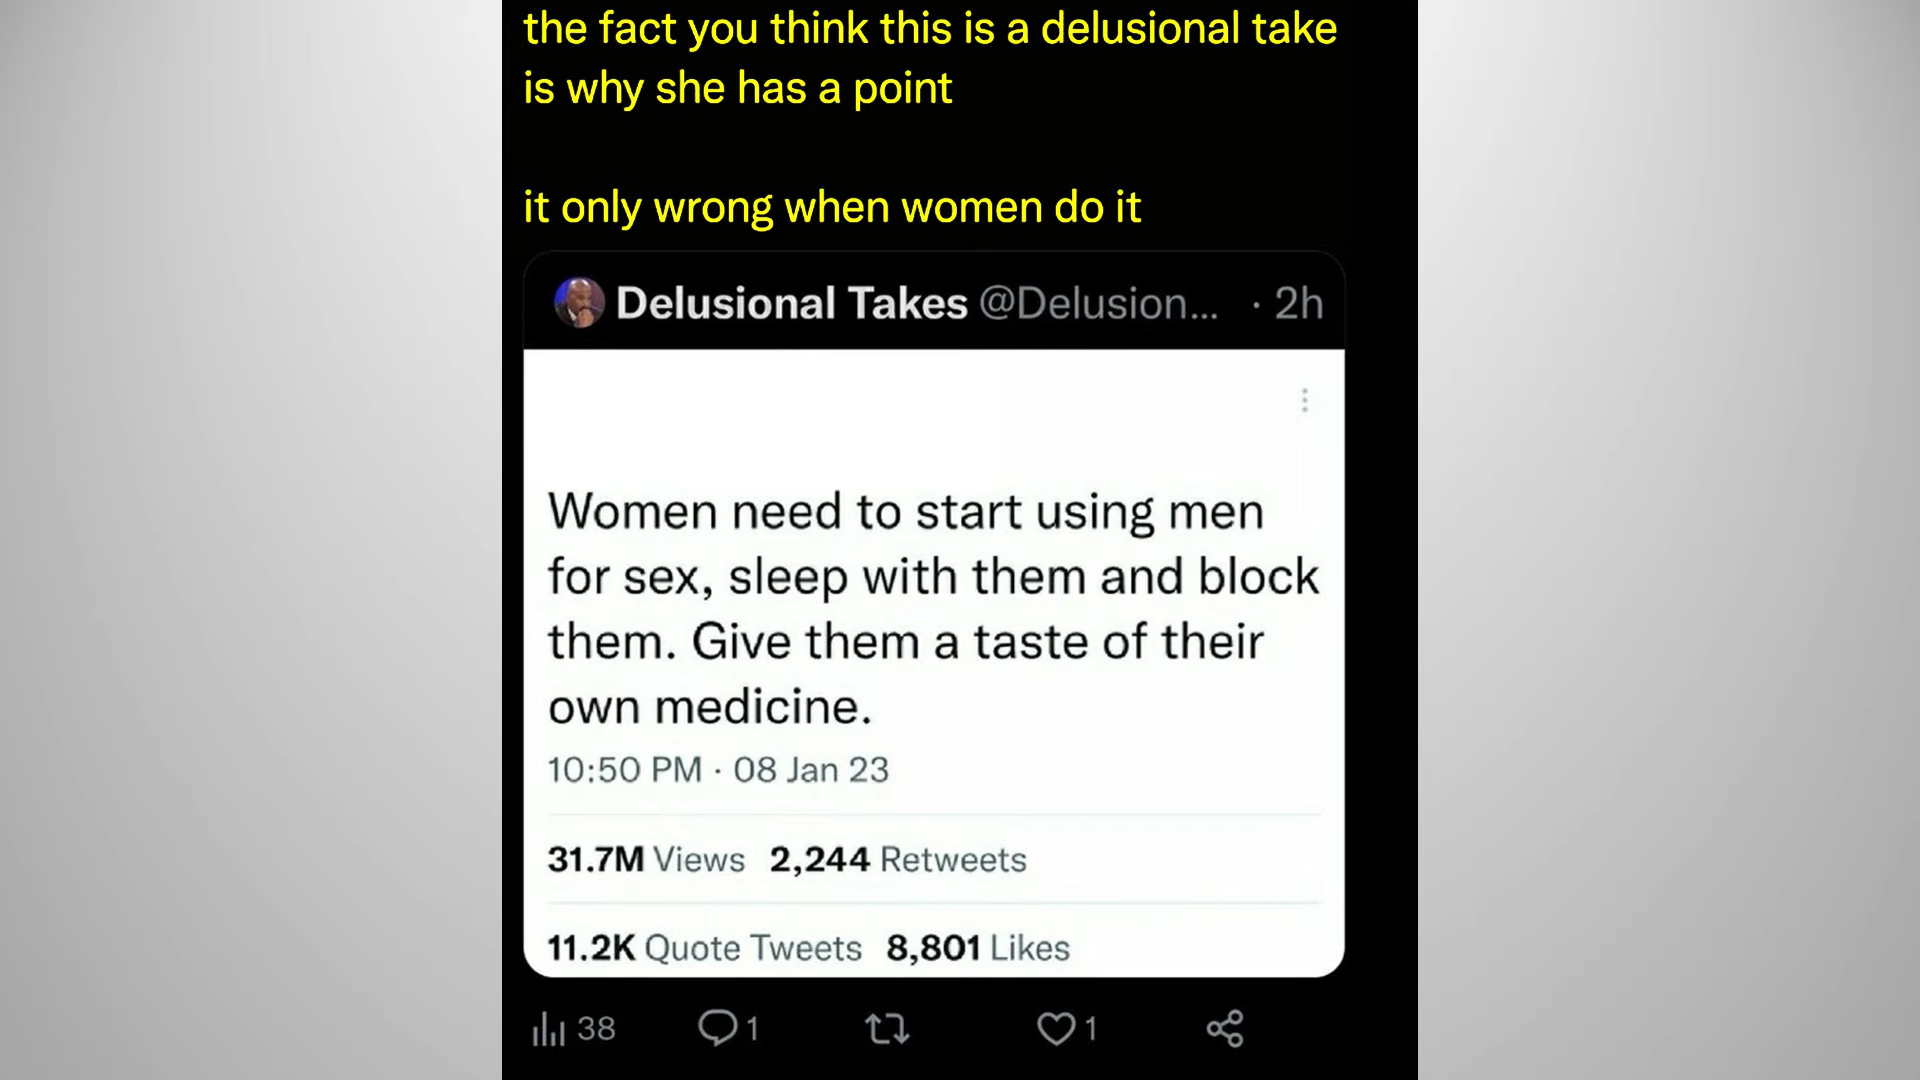 the fact you think this is a delusional take
is why she has a point
it only wrong when women do it
Delusional Takes @Delusion... · 2h
Women need to start using men
for sex, sleep with them and block
them. Give them a taste of their
own medicine.
10:50 PM · 08 Jan 23
31.7M Views 2,244 Retweets
11.2K Quote Tweets 8,801 Likes
38 1 1